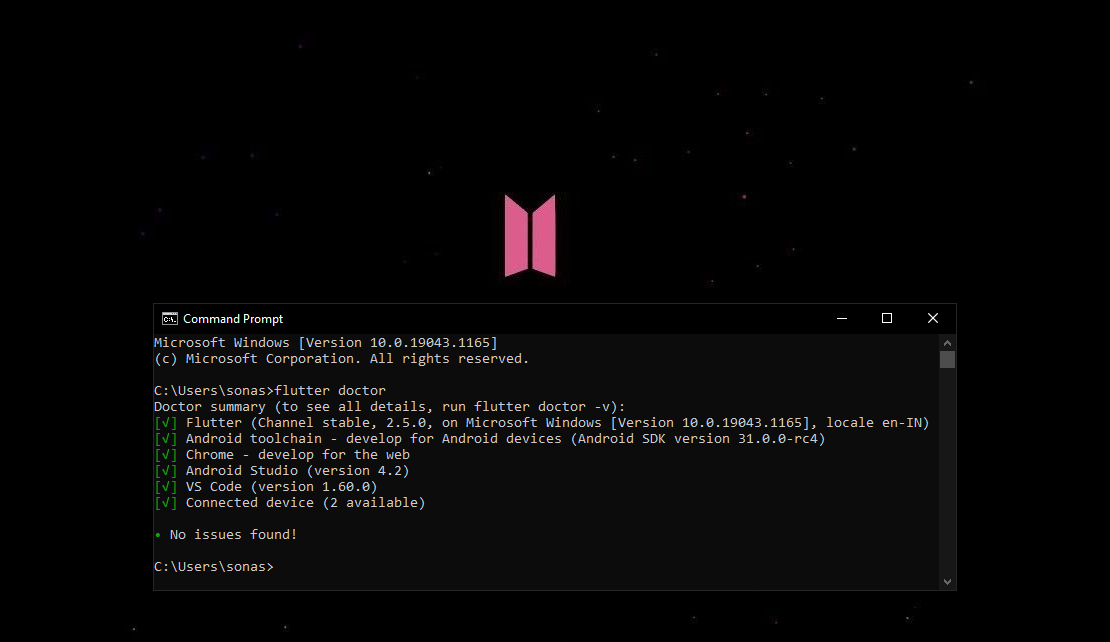 Command Prompt
Microsoft Windows [Version 10.0.19043.1165]
(c) Microsoft Corporation. All rights reserved.
C:\Users\sonas>flutter doctor
Doctor summary (to see all details, run flutter doctor -v):
[√] Flutter (Channel stable, 2.5.0, on Microsoft Windows [Version 10.0.19043.1165], locale en-IN)
[√] Android toolchain - develop for Android devices (Android SDK version 31.0.0-rc4)
[√] Chrome - develop for the web
[√] Android Studio (version 4.2)
[√] VS Code (version 1.60.0)
[√] Connected device (2 available)
• No issues found!
C:\Users\sonas>